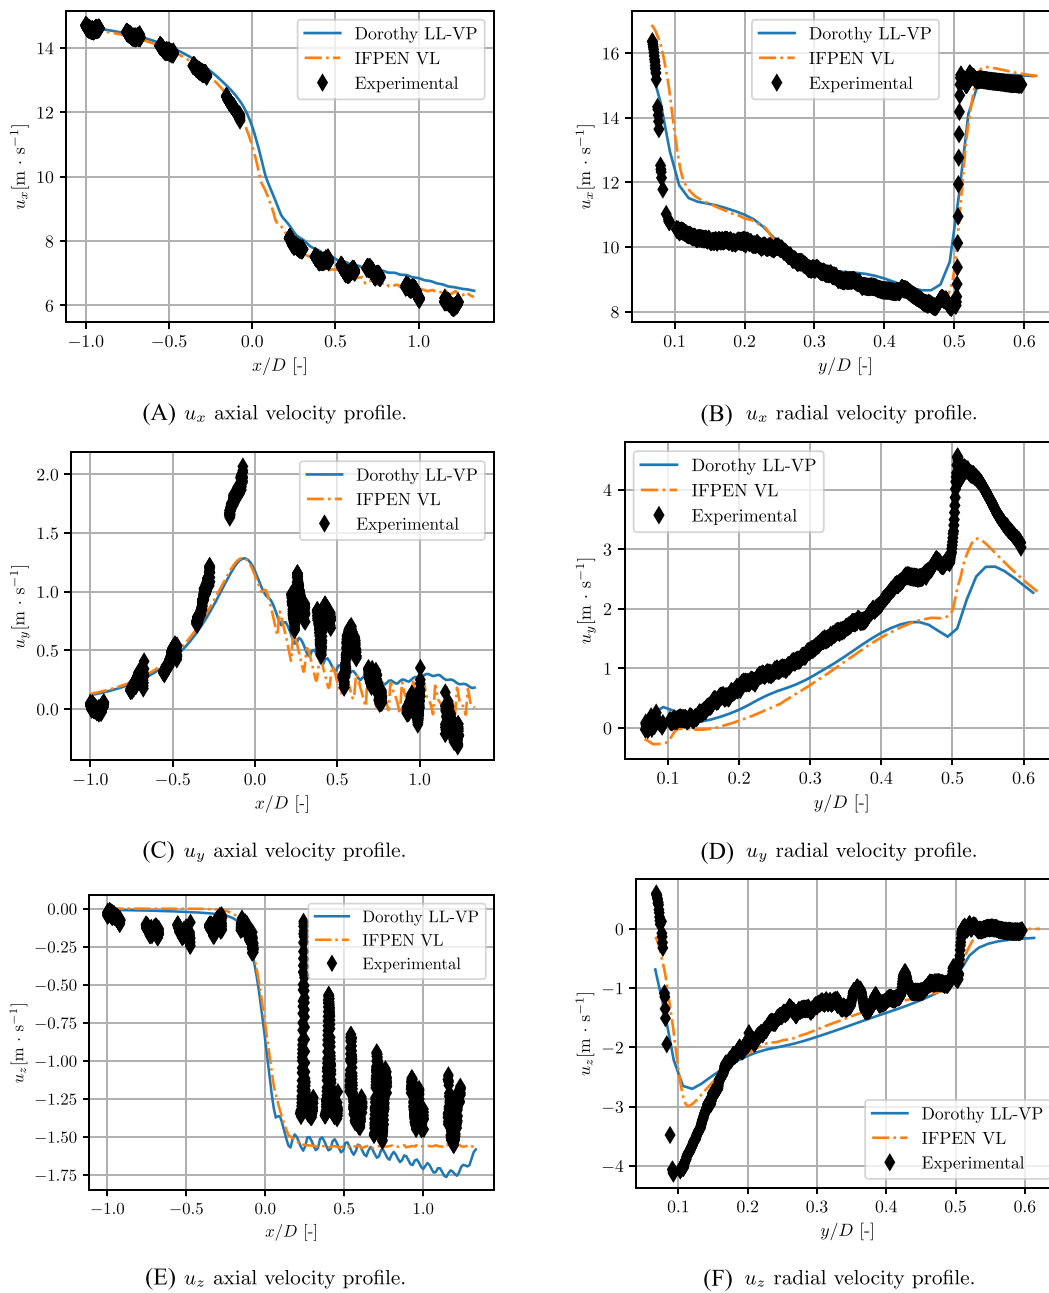 14
12
10
8
6
u_x[m · s⁻¹]
Dorothy LL-VP
IFPEN VL
Experimental
−1.0 −0.5 0.0 0.5 1.0
x/D [-]
(A) u_x axial velocity profile.
16
14
12
10
8
u_x[m · s⁻¹]
Dorothy LL-VP
IFPEN VL
Experimental
0.1 0.2 0.3 0.4 0.5 0.6
y/D [-]
(B) u_x radial velocity profile.
2.0
1.5
1.0
0.5
0.0
u_y[m · s⁻¹]
Dorothy LL-VP
IFPEN VL
Experimental
−1.0 −0.5 0.0 0.5 1.0
x/D [-]
(C) u_y axial velocity profile.
4
3
2
1
0
u_y[m · s⁻¹]
Dorothy LL-VP
IFPEN VL
Experimental
0.1 0.2 0.3 0.4 0.5 0.6
y/D [-]
(D) u_y radial velocity profile.
0.00
−0.25
−0.50
−0.75
−1.00
−1.25
−1.50
−1.75
u_z[m · s⁻¹]
Dorothy LL-VP
IFPEN VL
Experimental
−1.0 −0.5 0.0 0.5 1.0
x/D [-]
(E) u_z axial velocity profile.
0
−1
−2
−3
−4
u_z[m · s⁻¹]
Dorothy LL-VP
IFPEN VL
Experimental
0.1 0.2 0.3 0.4 0.5 0.6
y/D [-]
(F) u_z radial velocity profile.